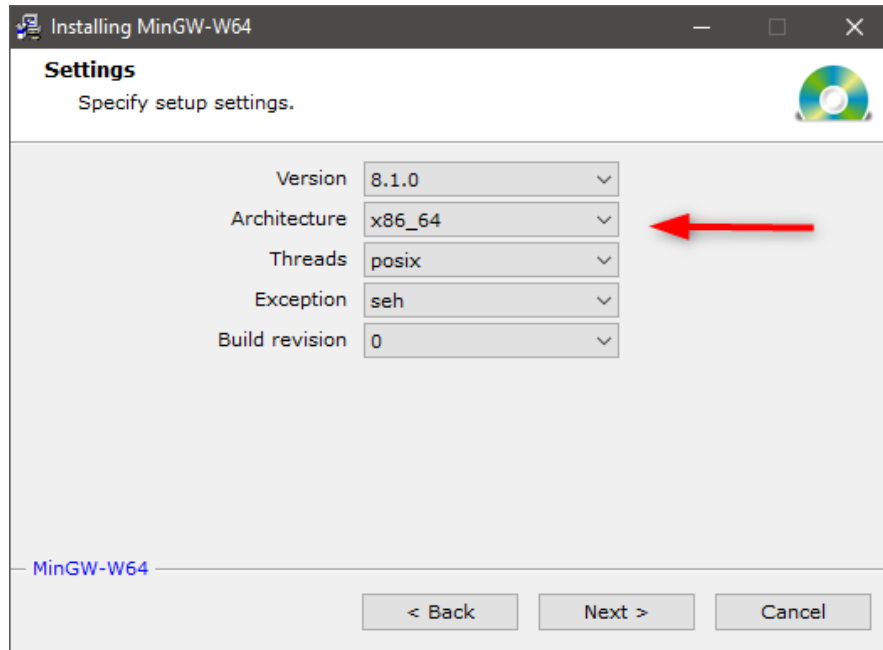 Installing MinGW-W64
Settings
Specify setup settings.
Version 8.1.0
Architecture x86_64
Threads posix
Exception seh
Build revision 0
MinGW-W64
< Back Next > Cancel